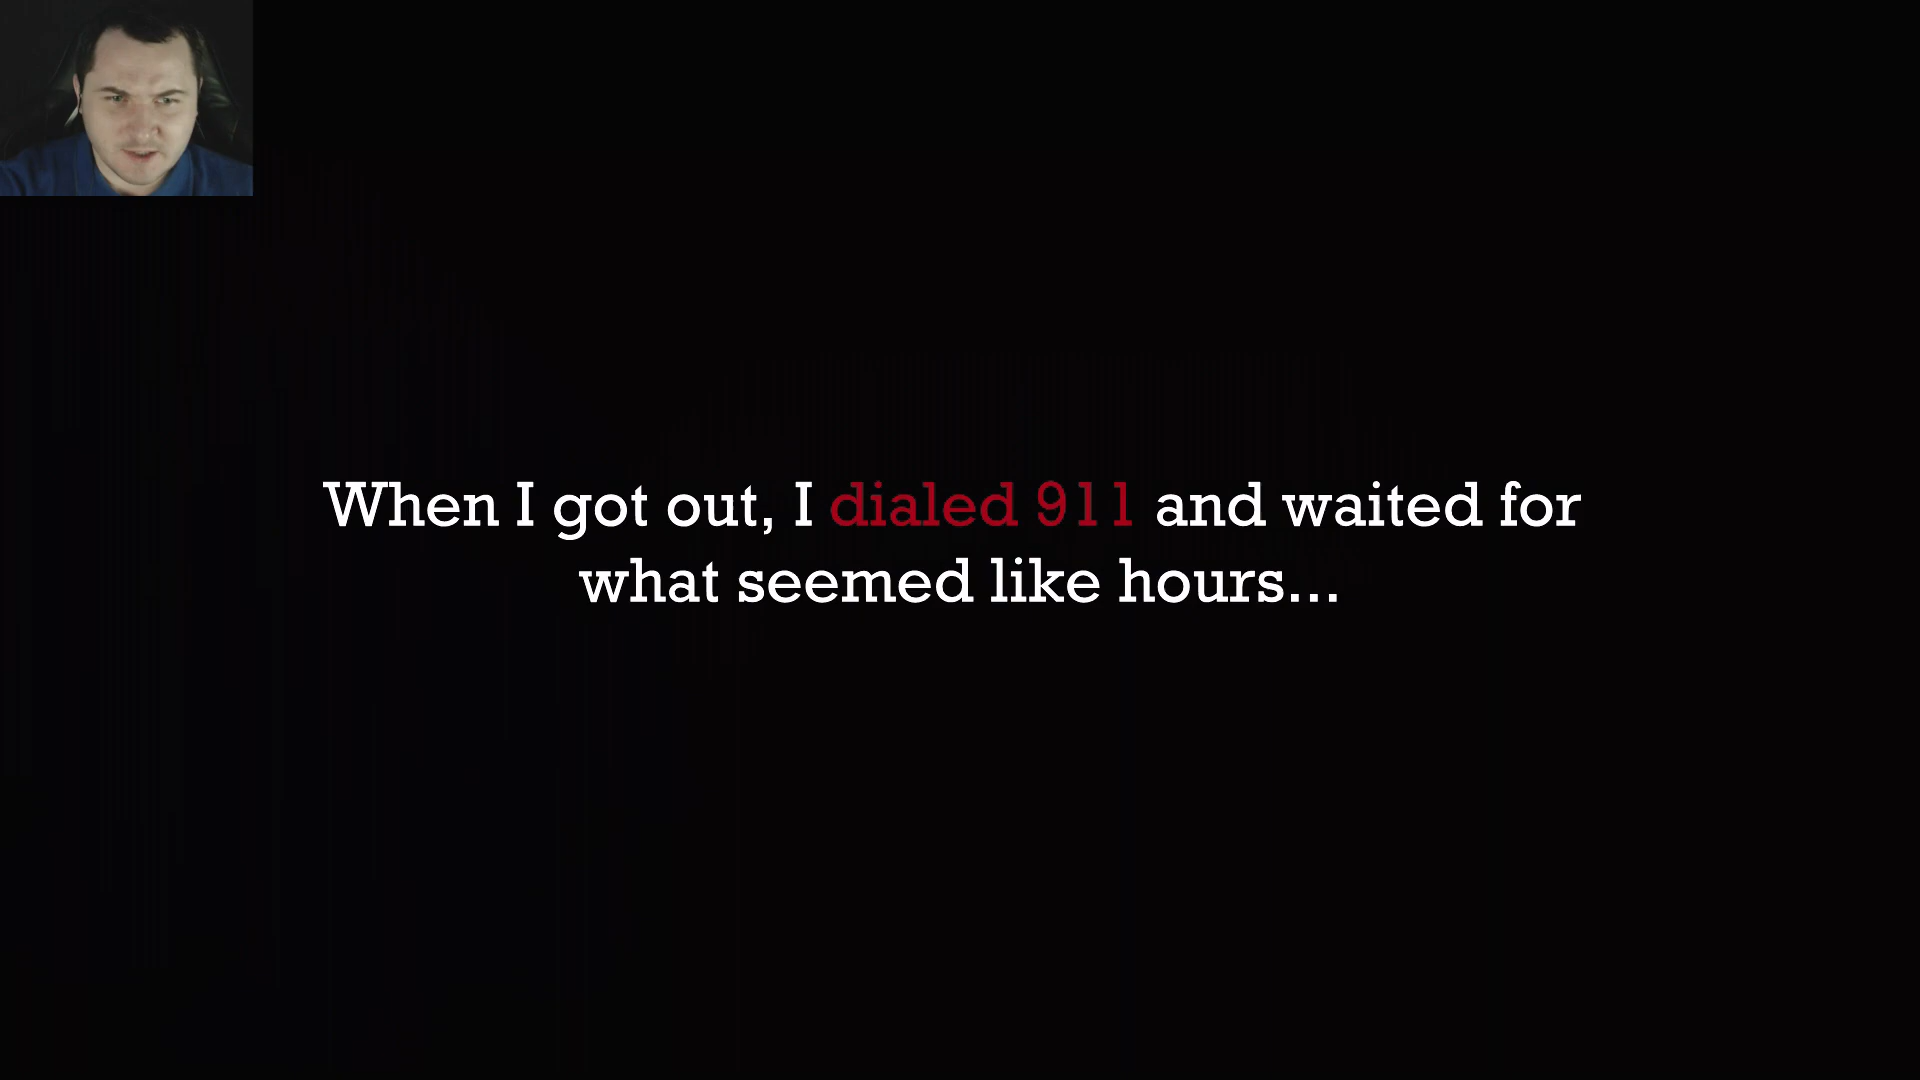 When I got out, I dialed 911 and waited for
what seemed like hours...